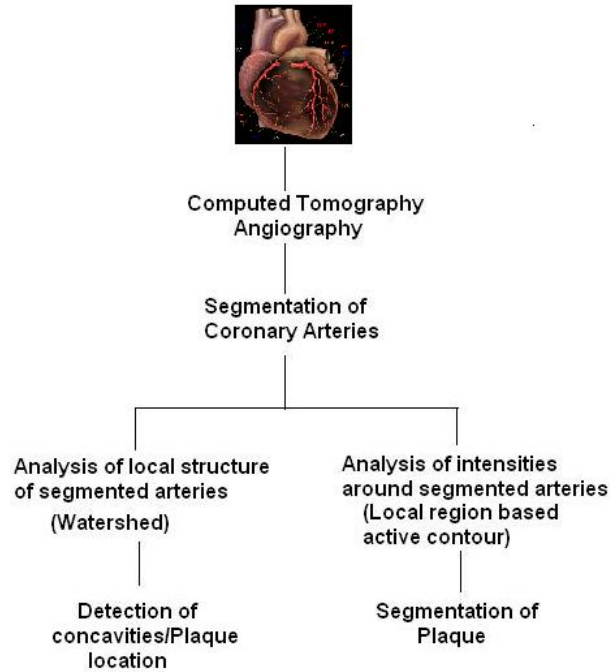 Computed Tomography
Angiography
Segmentation of
Coronary Arteries
Analysis of local structure
of segmented arteries
(Watershed)
Detection of
concavities/Plaque
location
Analysis of intensities
around segmented arteries
(Local region based
active contour)
Segmentation of
Plaque